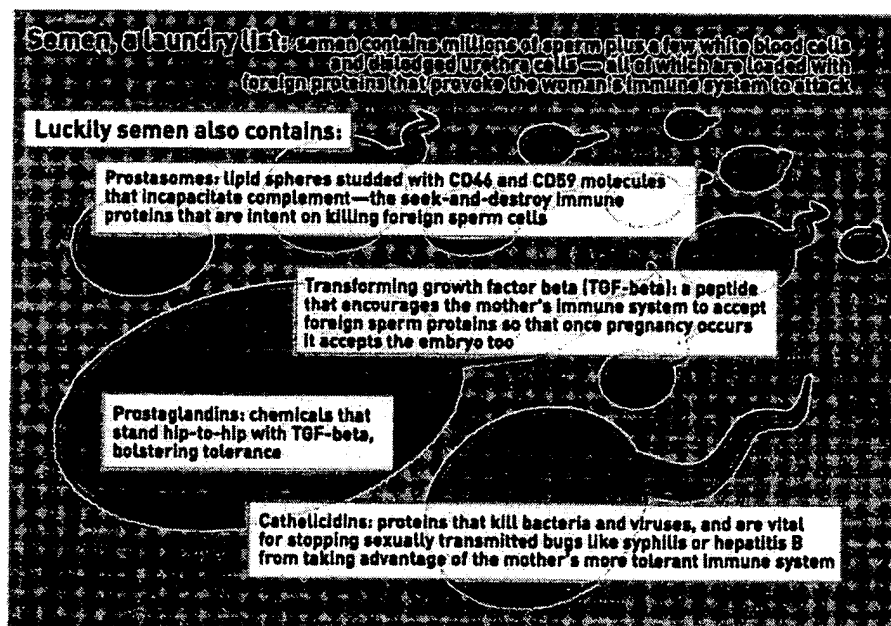 Semen, a laundry list: semen contains millions of sperm plus a few white blood cells
and dislodged urethra cells — all of which are loaded with
foreign proteins that provoke the woman's immune system to attack
Luckily semen also contains:
Prostasomes: lipid spheres studded with CD46 and CD59 molecules
that incapacitate complement—the seek-and-destroy immune
proteins that are intent on killing foreign sperm cells
Transforming growth factor beta (TGF-beta): a peptide
that encourages the mother's immune system to accept
foreign sperm proteins so that once pregnancy occurs
it accepts the embryo too
Prostaglandins: chemicals that
stand hip-to-hip with TGF-beta,
bolstering tolerance
Cathelicidins: proteins that kill bacteria and viruses, and are vital
for stopping sexually transmitted bugs like syphilis or hepatitis B
from taking advantage of the mother's more tolerant immune system